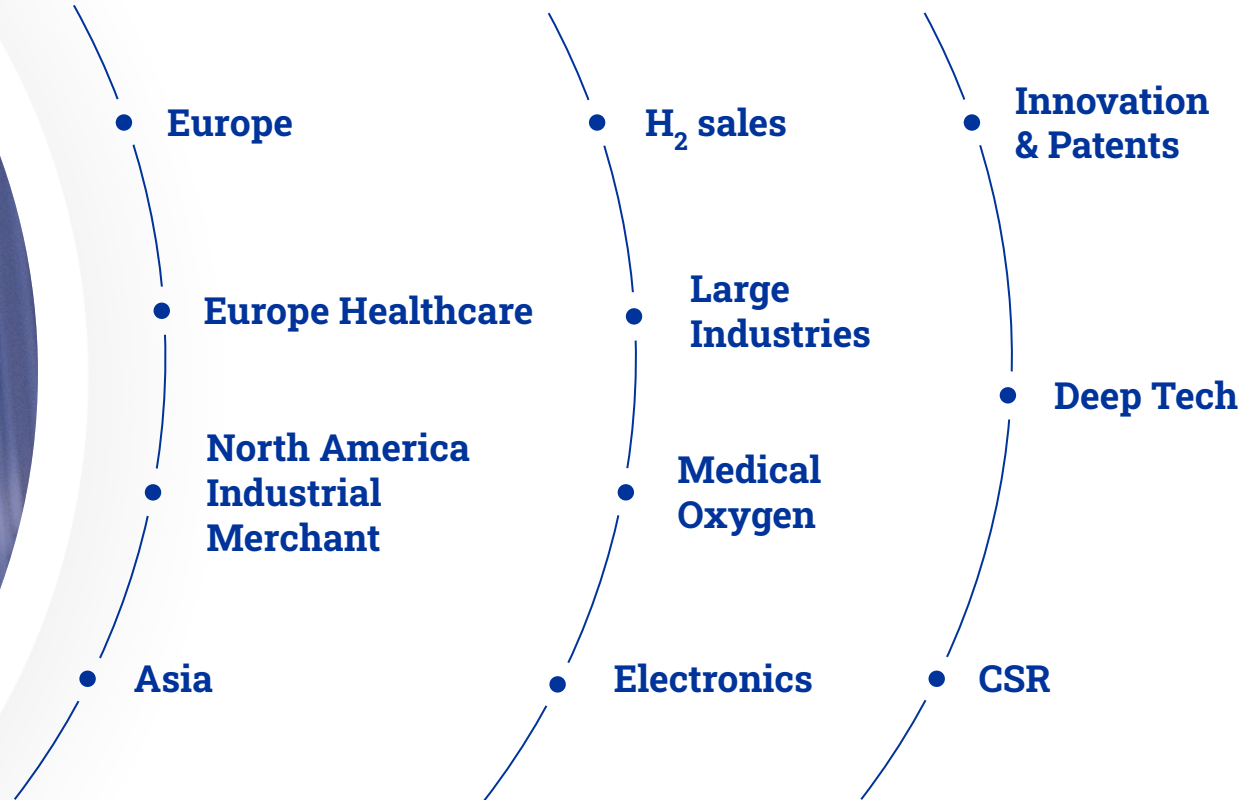 Europe
Europe Healthcare
North America
Industrial
Merchant
Asia
H₂ sales
Large
Industries
Medical
Oxygen
Electronics
Innovation
& Patents
Deep Tech
CSR